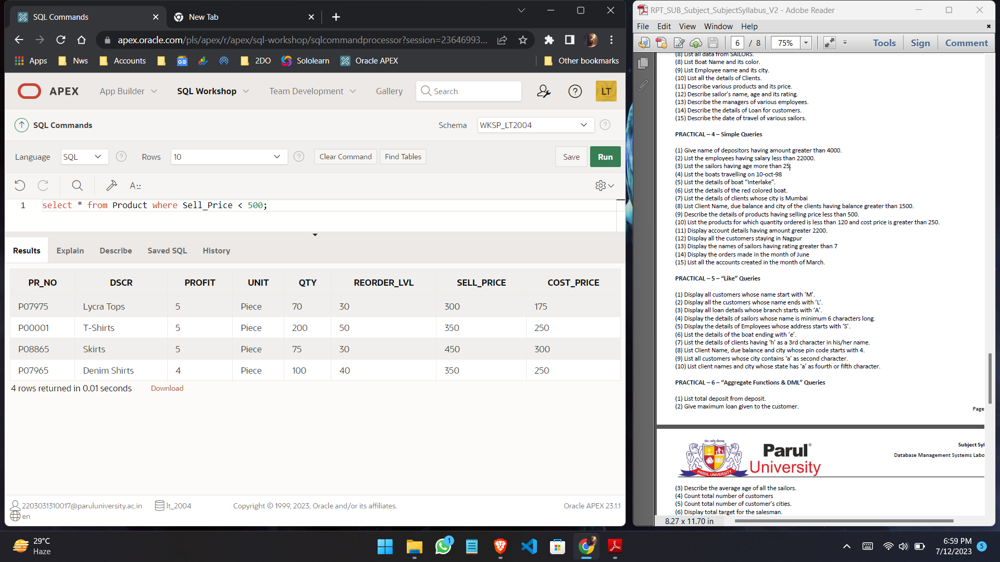 SQL Commands
New Tab
apex.oracle.com/pls/apex/r/apex/sql-workshop/sqlcommandprocessor?session=23646993...
Apps
Nws
Accounts
2DO
Sololearn
Oracle APEX
Other bookmarks
APEX
App Builder
SQL Workshop
Team Development
Gallery
Search
LT
SQL Commands
Schema
WKSP_LT2004
Language
SQL
Rows
10
Clear Command
Find Tables
Save
Run
1 select * from Product where Sell_Price < 500;
Results
Explain
Describe
Saved SQL
History
PR_NO DSCR PROFIT UNIT QTY REORDER_LVL SELL_PRICE COST_PRICE
P07975 Lycra Tops 5 Piece 70 30 300 175
P00001 T-Shirts 5 Piece 200 50 350 250
P08865 Skirts 5 Piece 75 30 450 300
P07965 Denim Shirts 4 Piece 100 40 350 250
4 rows returned in 0.01 seconds
Download
2203031310017@paruluniversity.ac.in
lt_2004
Copyright © 1999, 2023, Oracle and/or its affiliates.
Oracle APEX 23.1.1
en
RPT_SUB_Subject_SubjectSyllabus_V2 - Adobe Reader
File Edit View Window Help
6 / 8
75%
Tools
Sign
Comment
(8) List all data from SAILORS.
(8) List Boat Name and its color.
(9) List Employee name and its city.
(10) List all the details of Clients.
(11) Describe various products and its price.
(12) Describe sailor's name, age and its rating.
(13) Describe the managers of various employees.
(14) Describe the details of Loan for customers.
(15) Describe the date of travel of various sailors.
PRACTICAL – 4 – Simple Queries
(1) Give name of depositors having amount greater than 4000.
(2) List the employees having salary less than 22000.
(3) List the sailors having age more than 25.
(4) List the boats travelling on 10-oct-98
(5) List the details of boat “Interlake”.
(6) List the details of the red colored boat.
(7) List the details of clients whose city is Mumbai
(8) List Client Name, due balance and city of the clients having balance greater than 1500.
(9) Describe the details of products having selling price less than 500.
(10) List the products for which quantity ordered is less than 120 and cost price is greater than 250.
(11) Display account details having amount greater 2200.
(12) Display all the customers staying in Nagpur
(13) Display the names of sailors having rating greater than 7
(14) Display the orders made in the month of June
(15) List all the accounts created in the month of March.
PRACTICAL – 5 – “Like” Queries
(1) Display all customers whose name start with ‘M’.
(2) Display all the customers whose name ends with ‘L’.
(3) Display all loan details whose branch starts with ‘A’.
(4) Display the details of sailors whose name is minimum 6 characters long.
(5) Display the details of Employees whose address starts with ‘S’.
(6) List the details of the boat ending with ‘e’.
(7) List the details of clients having ‘h’ as a 3rd character in his/her name.
(8) List Client Name, due balance and city whose pin code starts with 4.
(9) List all customers whose city contains ‘a’ as second character.
(10) List client names and city whose state has ‘a’ as fourth or fifth character.
PRACTICAL – 6 – “Aggregate Functions & DML” Queries
(1) List total deposit from deposit.
(2) Give maximum loan given to the customer.
Page
PARUL UNIVERSITY
Parul®
University
Subject Syl
Database Management Systems Labo
(3) Describe the average age of all the sailors.
(4) Count total number of customers
(5) Count total number of customer’s cities.
(6) Display total target for the salesman.
8.27 x 11.70 in
29°C
Haze
1
6:59 PM
7/12/2023
5